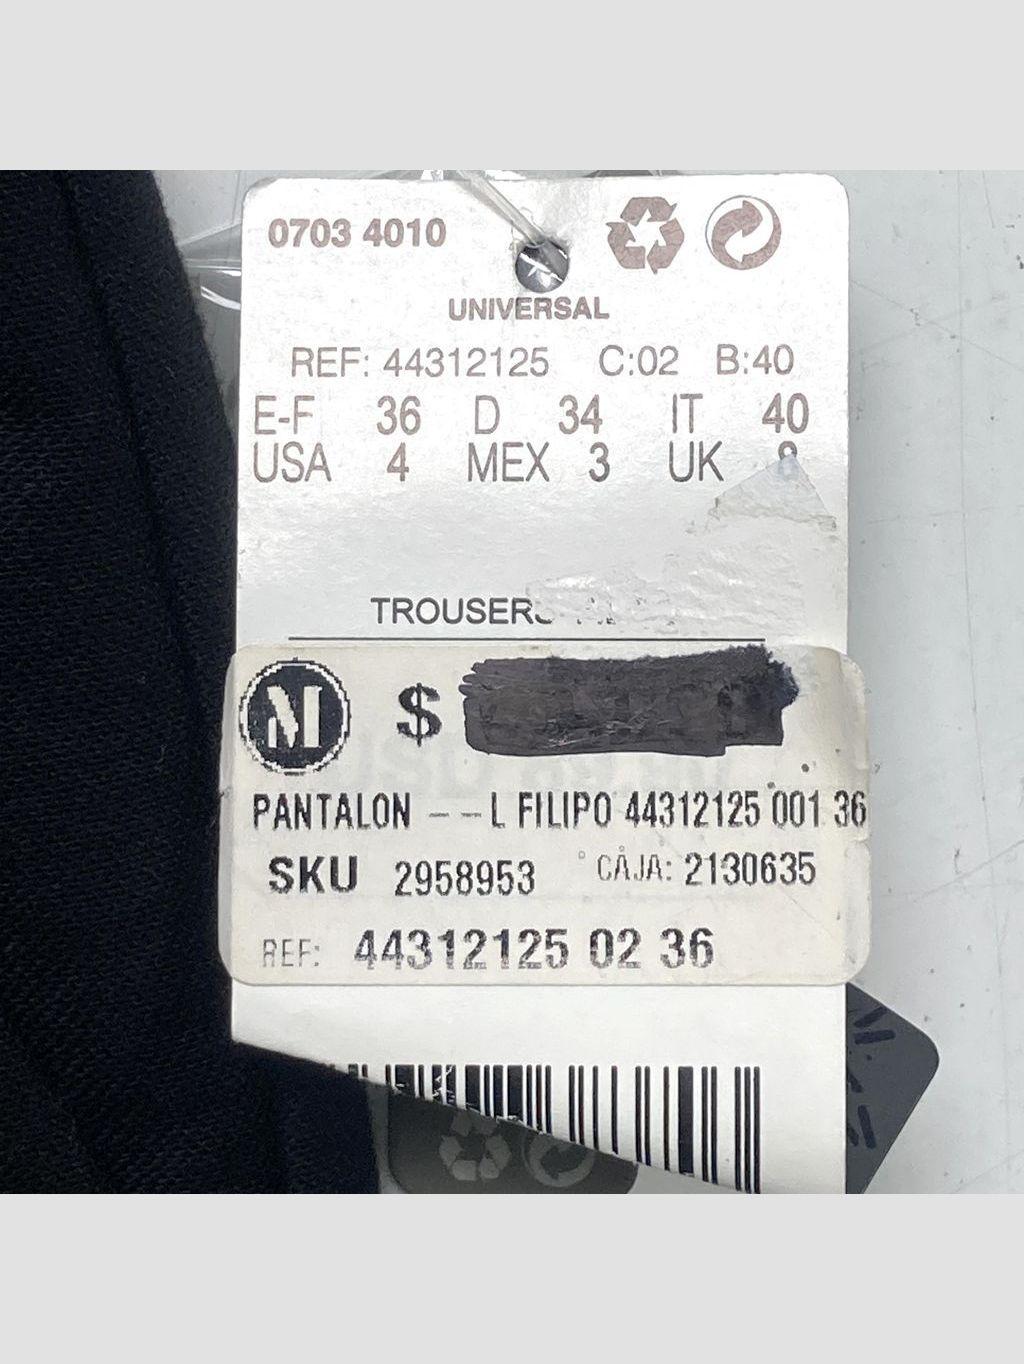 0703 4010
UNIVERSAL
REF: 44312125 C:02 B:40
E-F 36 D 34 IT 40
USA 4 MEX 3 UK 8
TROUSERS
M $
PANTALON -- L FILIPO 44312125 001 36
SKU 2958953 CAJA: 2130635
REF: 44312125 02 36